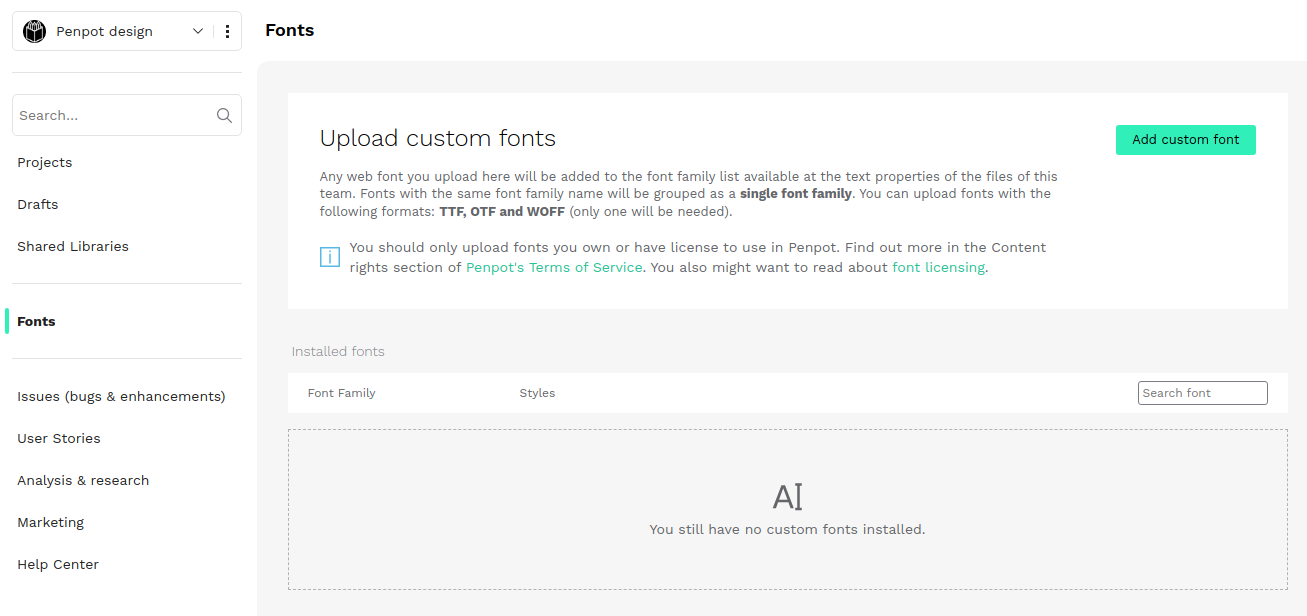 Penpot design
Search...
Projects
Drafts
Shared Libraries
Fonts
Issues (bugs & enhancements)
User Stories
Analysis & research
Marketing
Help Center
Fonts
Upload custom fonts
Add custom font
Any web font you upload here will be added to the font family list available at the text properties of the files of this
team. Fonts with the same font family name will be grouped as a single font family. You can upload fonts with the
following formats: TTF, OTF and WOFF (only one will be needed).
You should only upload fonts you own or have license to use in Penpot. Find out more in the Content
rights section of Penpot's Terms of Service. You also might want to read about font licensing.
Installed fonts
Font Family
Styles
Search font
You still have no custom fonts installed.